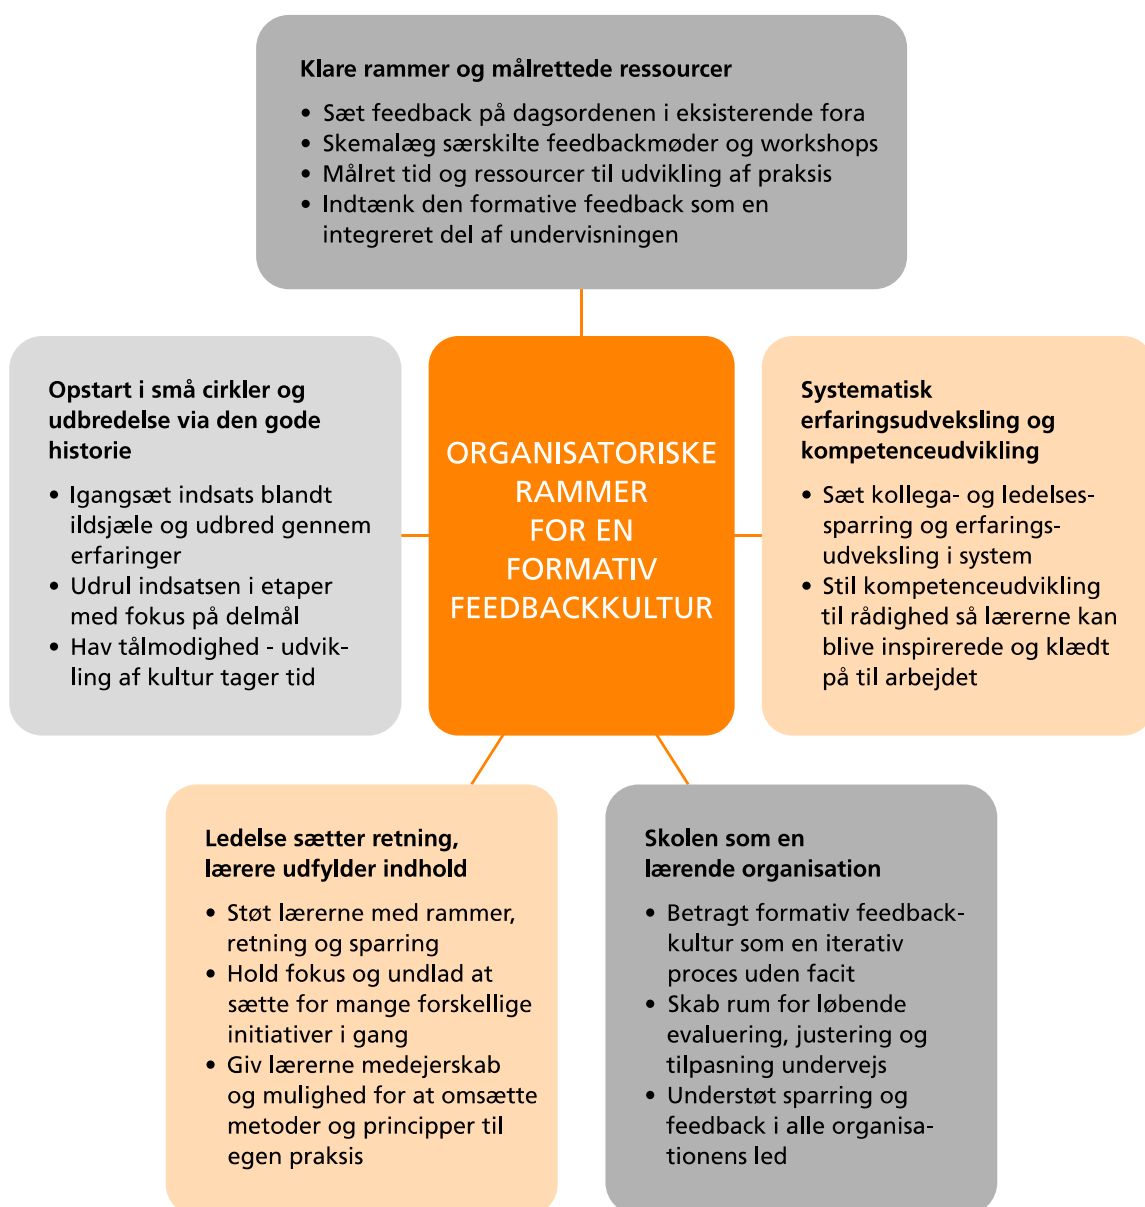 Klare rammer og målrettede ressourcer
• Sæt feedback på dagsordenen i eksisterende fora
• Skemalæg særskilte feedbackmøder og workshops
• Målret tid og ressourcer til udvikling af praksis
• Indtænk den formative feedback som en
integreret del af undervisningen
Opstart i små cirkler og
udbredelse via den gode
historie
• Igangsæt indsats blandt
ildsjæle og udbred gennem
erfaringer
• Udrul indsatsen i etaper
med fokus på delmål
• Hav tålmodighed - udvik-
ling af kultur tager tid
ORGANISATORISKE
RAMMER
FOR EN
FORMATIV
FEEDBACKKULTUR
Systematisk
erfaringsudveksling og
kompetenceudvikling
• Sæt kollega- og ledelses-
sparring og erfarings-
udveksling i system
• Stil kompetenceudvikling
til rådighed så lærerne kan
blive inspirerede og klædt
på til arbejdet
Ledelse sætter retning,
lærere udfylder indhold
• Støt lærerne med rammer,
retning og sparring
• Hold fokus og undlad at
sætte for mange forskellige
initiativer i gang
• Giv lærerne medejerskab
og mulighed for at omsætte
metoder og principper til
egen praksis
Skolen som en
lærende organisation
• Betragt formativ feedback-
kultur som en iterativ
proces uden facit
• Skab rum for løbende
evaluering, justering og
tilpasning undervejs
• Understøt sparring og
feedback i alle organisa-
tionens led